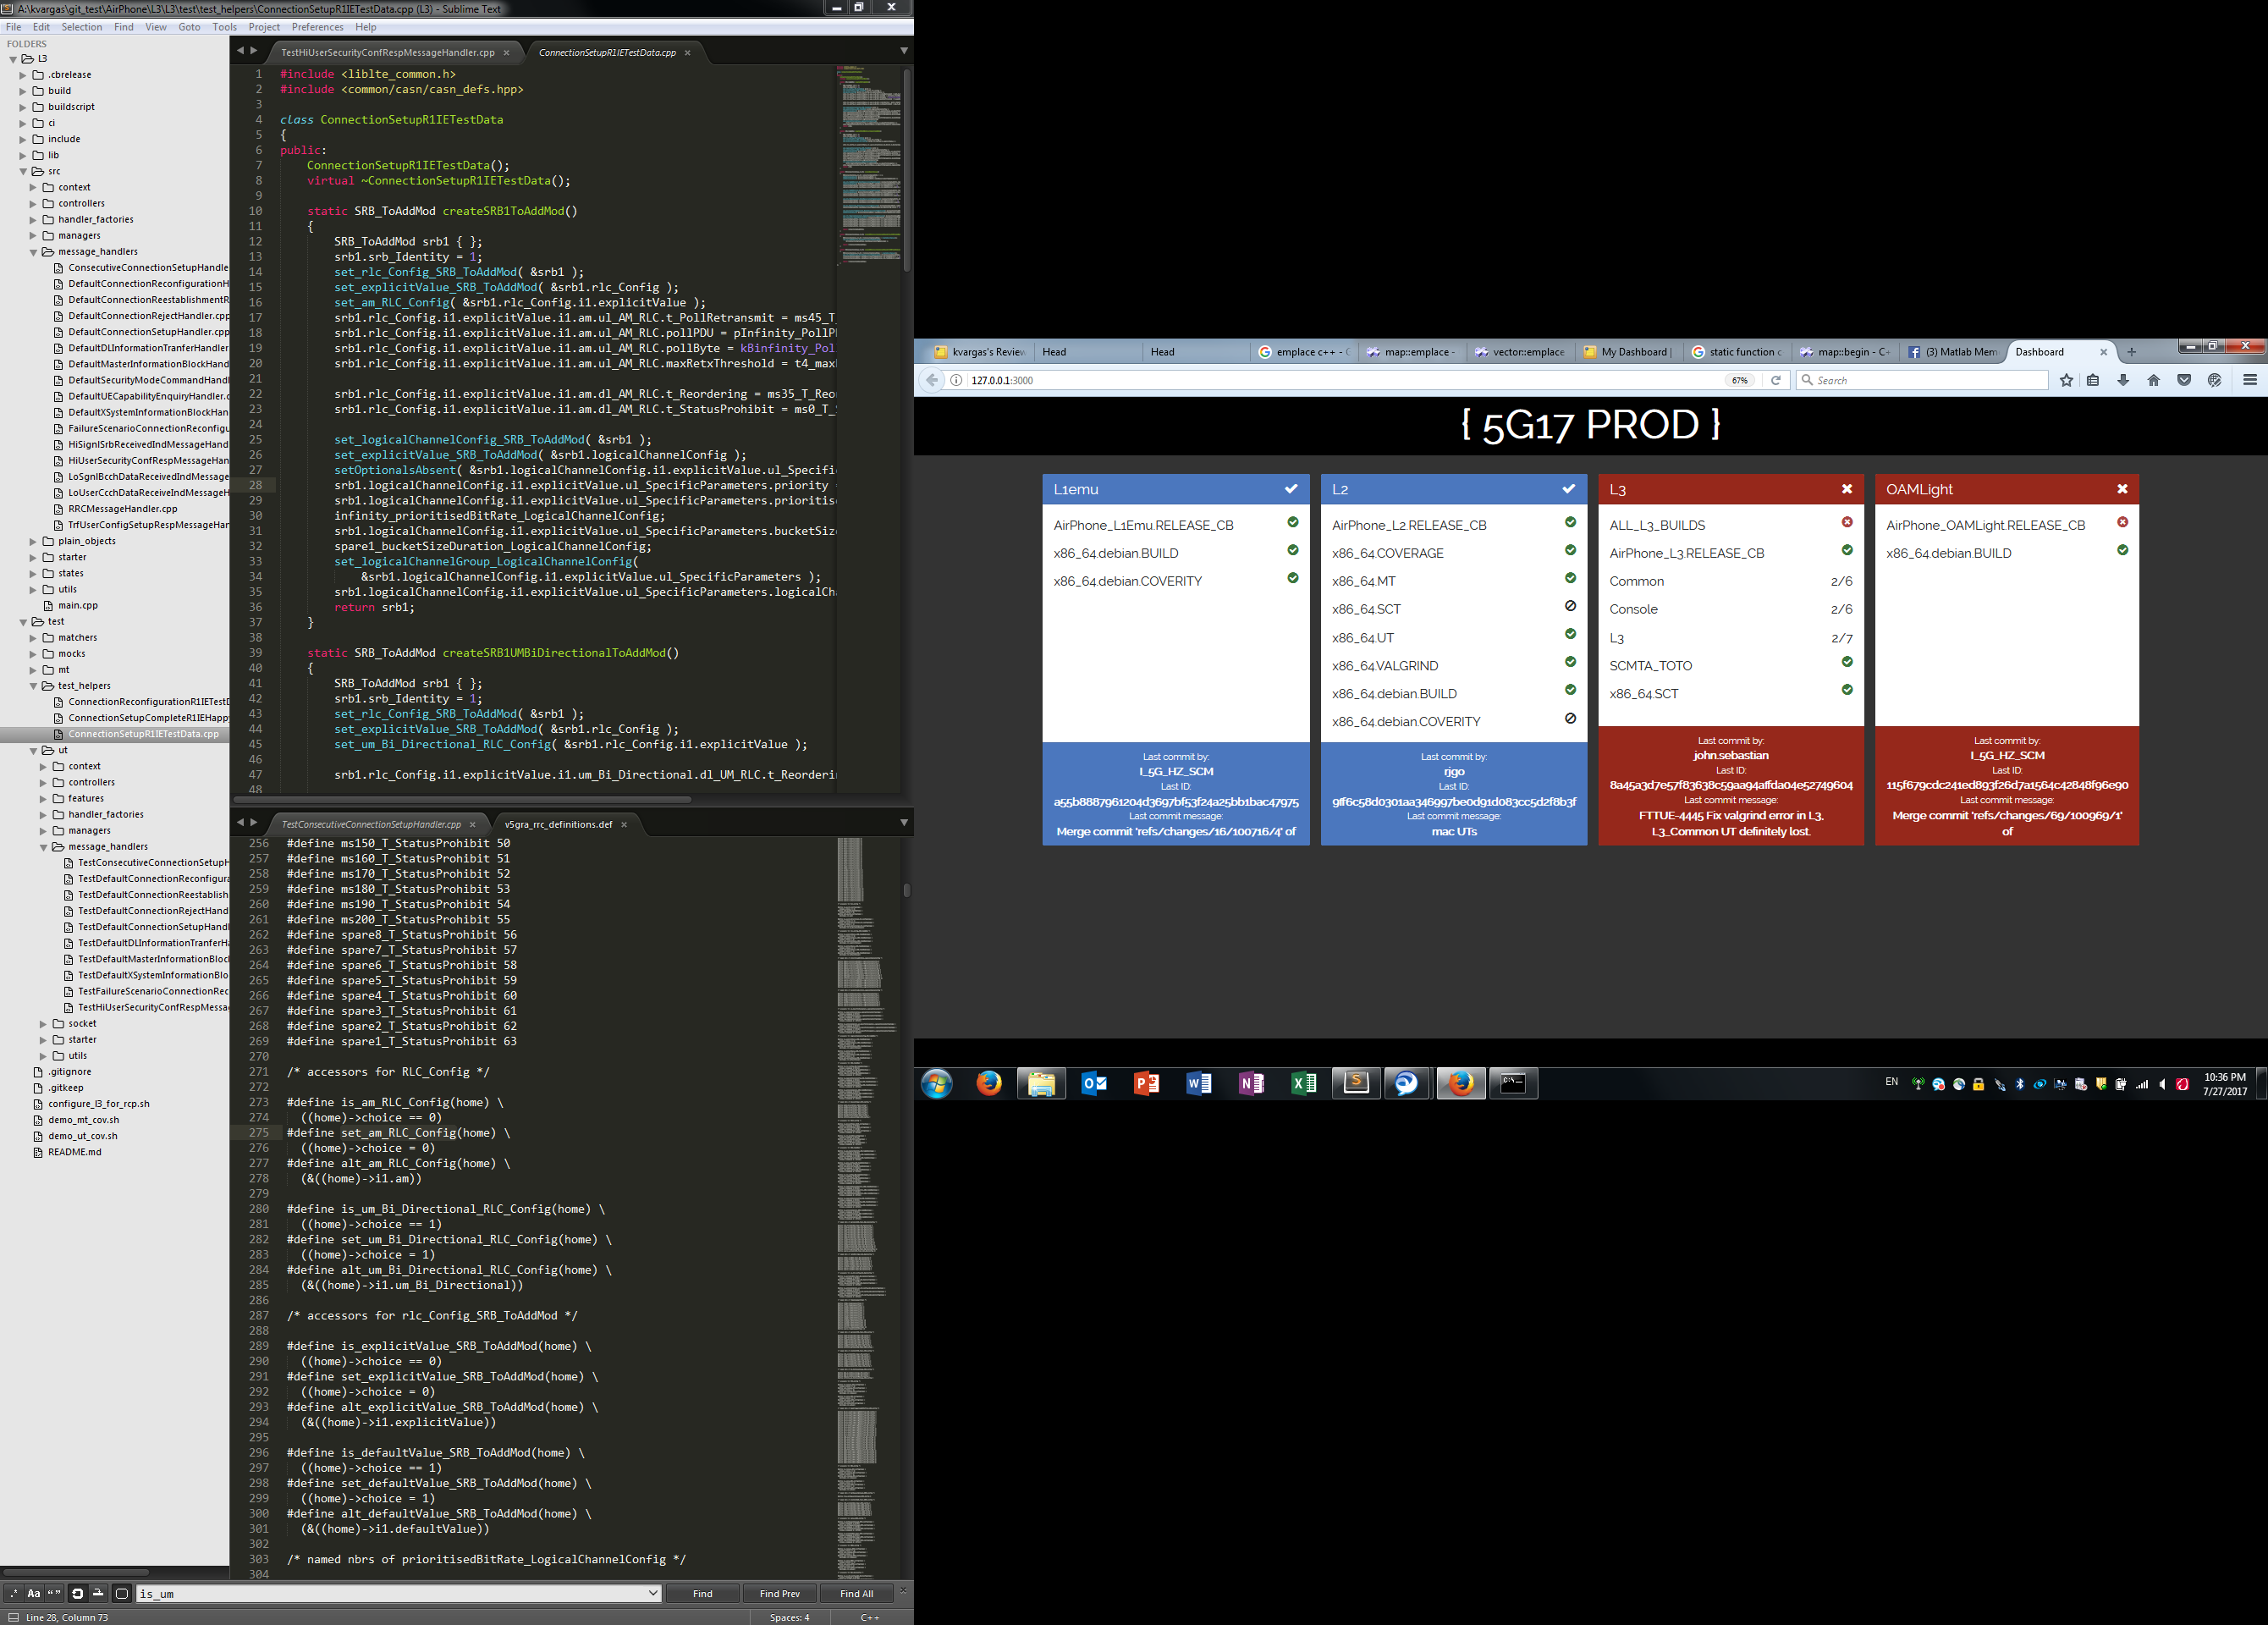 A:\kvargas\git_test\AirPhone\L3\L3\test\test_helpers\ConnectionSetupR1IETestData.cpp (L3) - Sublime Text
File Edit Selection Find View Goto Tools Project Preferences Help
FOLDERS
L3
.cbrelease
build
buildscript
ci
include
lib
src
context
controllers
handler_factories
managers
message_handlers
ConsecutiveConnectionSetupHandle
DefaultConnectionReconfigurationH
DefaultConnectionReestablishmentR
DefaultConnectionRejectHandler.cpp
DefaultConnectionSetupHandler.cpp
DefaultDLInformationTranferHandler
DefaultMasterInformationBlockHand
DefaultSecurityModeCommandHandl
DefaultUECapabilityEnquiryHandler.c
DefaultXSystemInformationBlockHan
FailureScenarioConnectionReconfigu
HiSignlSrbReceivedIndMessageHand
HiUserSecurityConfRespMessageHan
LoSgnlBcchDataReceivedIndMessage
LoUserCcchDataReceiveIndMessageH
RRCMessageHandler.cpp
TrfUserConfigSetupRespMessageHar
plain_objects
starter
states
utils
main.cpp
test
matchers
mocks
mt
test_helpers
ConnectionReconfigurationR1IETestD
ConnectionSetupCompleteR1IEHappy
ConnectionSetupR1IETestData.cpp
ut
context
controllers
features
handler_factories
managers
message_handlers
TestConsecutiveConnectionSetupH
TestDefaultConnectionReconfigura
TestDefaultConnectionReestablish
TestDefaultConnectionRejectHand
TestDefaultConnectionSetupHandl
TestDefaultDLInformationTranferHa
TestDefaultMasterInformationBloc
TestDefaultXSystemInformationBlo
TestFailureScenarioConnectionRec
TestHiUserSecurityConfRespMessag
socket
starter
utils
.gitignore
.gitkeep
configure_l3_for_rcp.sh
demo_mt_cov.sh
demo_ut_cov.sh
README.md
TestHiUserSecurityConfRespMessageHandler.cpp × ConnectionSetupR1IETestData.cpp ×
1 #include <liblte_common.h>
2 #include <common/casn/casn_defs.hpp>
3
4 class ConnectionSetupR1IETestData
5 {
6 public:
7 ConnectionSetupR1IETestData();
8 virtual ~ConnectionSetupR1IETestData();
9
10 static SRB_ToAddMod createSRB1ToAddMod()
11 {
12 SRB_ToAddMod srb1 { };
13 srb1.srb_Identity = 1;
14 set_rlc_Config_SRB_ToAddMod( &srb1 );
15 set_explicitValue_SRB_ToAddMod( &srb1.rlc_Config );
16 set_am_RLC_Config( &srb1.rlc_Config.i1.explicitValue );
17 srb1.rlc_Config.i1.explicitValue.i1.am.ul_AM_RLC.t_PollRetransmit = ms45_T_
18 srb1.rlc_Config.i1.explicitValue.i1.am.ul_AM_RLC.pollPDU = pInfinity_PollP
19 srb1.rlc_Config.i1.explicitValue.i1.am.ul_AM_RLC.pollByte = kBinfinity_Pol
20 srb1.rlc_Config.i1.explicitValue.i1.am.ul_AM_RLC.maxRetxThreshold = t4_max
21
22 srb1.rlc_Config.i1.explicitValue.i1.am.dl_AM_RLC.t_Reordering = ms35_T_Reo
23 srb1.rlc_Config.i1.explicitValue.i1.am.dl_AM_RLC.t_StatusProhibit = ms0_T_
24
25 set_logicalChannelConfig_SRB_ToAddMod( &srb1 );
26 set_explicitValue_SRB_ToAddMod( &srb1.logicalChannelConfig );
27 setOptionalsAbsent( &srb1.logicalChannelConfig.i1.explicitValue.ul_Specifi
28 srb1.logicalChannelConfig.i1.explicitValue.ul_SpecificParameters.priority
29 srb1.logicalChannelConfig.i1.explicitValue.ul_SpecificParameters.prioritis
30 infinity_prioritisedBitRate_LogicalChannelConfig;
31 srb1.logicalChannelConfig.i1.explicitValue.ul_SpecificParameters.bucketSiz
32 spare1_bucketSizeDuration_LogicalChannelConfig;
33 set_logicalChannelGroup_LogicalChannelConfig(
34 &srb1.logicalChannelConfig.i1.explicitValue.ul_SpecificParameters );
35 srb1.logicalChannelConfig.i1.explicitValue.ul_SpecificParameters.logicalCh
36 return srb1;
37 }
38
39 static SRB_ToAddMod createSRB1UMBiDirectionalToAddMod()
40 {
41 SRB_ToAddMod srb1 { };
42 srb1.srb_Identity = 1;
43 set_rlc_Config_SRB_ToAddMod( &srb1 );
44 set_explicitValue_SRB_ToAddMod( &srb1.rlc_Config );
45 set_um_Bi_Directional_RLC_Config( &srb1.rlc_Config.i1.explicitValue );
46
47 srb1.rlc_Config.i1.explicitValue.i1.um_Bi_Directional.dl_UM_RLC.t_Reorderin
48
TestConsecutiveConnectionSetupHandler.cpp × v5gra_rrc_definitions.def ×
256 #define ms150_T_StatusProhibit 50
257 #define ms160_T_StatusProhibit 51
258 #define ms170_T_StatusProhibit 52
259 #define ms180_T_StatusProhibit 53
260 #define ms190_T_StatusProhibit 54
261 #define ms200_T_StatusProhibit 55
262 #define spare8_T_StatusProhibit 56
263 #define spare7_T_StatusProhibit 57
264 #define spare6_T_StatusProhibit 58
265 #define spare5_T_StatusProhibit 59
266 #define spare4_T_StatusProhibit 60
267 #define spare3_T_StatusProhibit 61
268 #define spare2_T_StatusProhibit 62
269 #define spare1_T_StatusProhibit 63
270
271 /* accessors for RLC_Config */
272
273 #define is_am_RLC_Config(home) \
274 ((home)->choice == 0)
275 #define set_am_RLC_Config(home) \
276 ((home)->choice = 0)
277 #define alt_am_RLC_Config(home) \
278 (&((home)->i1.am))
279
280 #define is_um_Bi_Directional_RLC_Config(home) \
281 ((home)->choice == 1)
282 #define set_um_Bi_Directional_RLC_Config(home) \
283 ((home)->choice = 1)
284 #define alt_um_Bi_Directional_RLC_Config(home) \
285 (&((home)->i1.um_Bi_Directional))
286
287 /* accessors for rlc_Config_SRB_ToAddMod */
288
289 #define is_explicitValue_SRB_ToAddMod(home) \
290 ((home)->choice == 0)
291 #define set_explicitValue_SRB_ToAddMod(home) \
292 ((home)->choice = 0)
293 #define alt_explicitValue_SRB_ToAddMod(home) \
294 (&((home)->i1.explicitValue))
295
296 #define is_defaultValue_SRB_ToAddMod(home) \
297 ((home)->choice == 1)
298 #define set_defaultValue_SRB_ToAddMod(home) \
299 ((home)->choice = 1)
300 #define alt_defaultValue_SRB_ToAddMod(home) \
301 (&((home)->i1.defaultValue))
302
303 /* named nbrs of prioritisedBitRate_LogicalChannelConfig */
304
.* Aa “ ” is_um Find Find Prev Find All ×
Line 28, Column 73 Spaces: 4 C++
kvargas's Review Head Head emplace c++ - G map::emplace - vector::emplace My Dashboard | static function c map::begin - C+ (3) Matlab Mem Dashboard
127.0.0.1:3000 67% Search
{ 5G17 PROD }
L1emu
AirPhone_L1Emu.RELEASE_CB
x86_64.debian.BUILD
x86_64.debian.COVERITY
Last commit by:
I_5G_HZ_SCM
Last ID:
a55b8887961204d3697bf53f24a25bb1bac47975
Last commit message:
Merge commit 'refs/changes/16/100716/4' of
L2
AirPhone_L2.RELEASE_CB
x86_64.COVERAGE
x86_64.MT
x86_64.SCT
x86_64.UT
x86_64.VALGRIND
x86_64.debian.BUILD
x86_64.debian.COVERITY
Last commit by:
rjgo
Last ID:
9ff6c58d0301aa346997be0d91d083cc5d2f8b3f
Last commit message:
mac UTs
L3
ALL_L3_BUILDS
AirPhone_L3.RELEASE_CB
Common 2/6
Console 2/6
L3 2/7
SCMTA_TOTO
x86_64.SCT
Last commit by:
john.sebastian
Last ID:
8a45a3d7e57f83638c59aa94affda04e52749604
Last commit message:
FTTUE-4445 Fix valgrind error in L3,
L3_Common UT definitely lost.
OAMLight
AirPhone_OAMLight.RELEASE_CB
x86_64.debian.BUILD
Last commit by:
I_5G_HZ_SCM
Last ID:
115f679cdc241ed893f26d7a1564c42848f96e90
Last commit message:
Merge commit 'refs/changes/69/100969/1'
of
EN 10:36 PM
7/27/2017